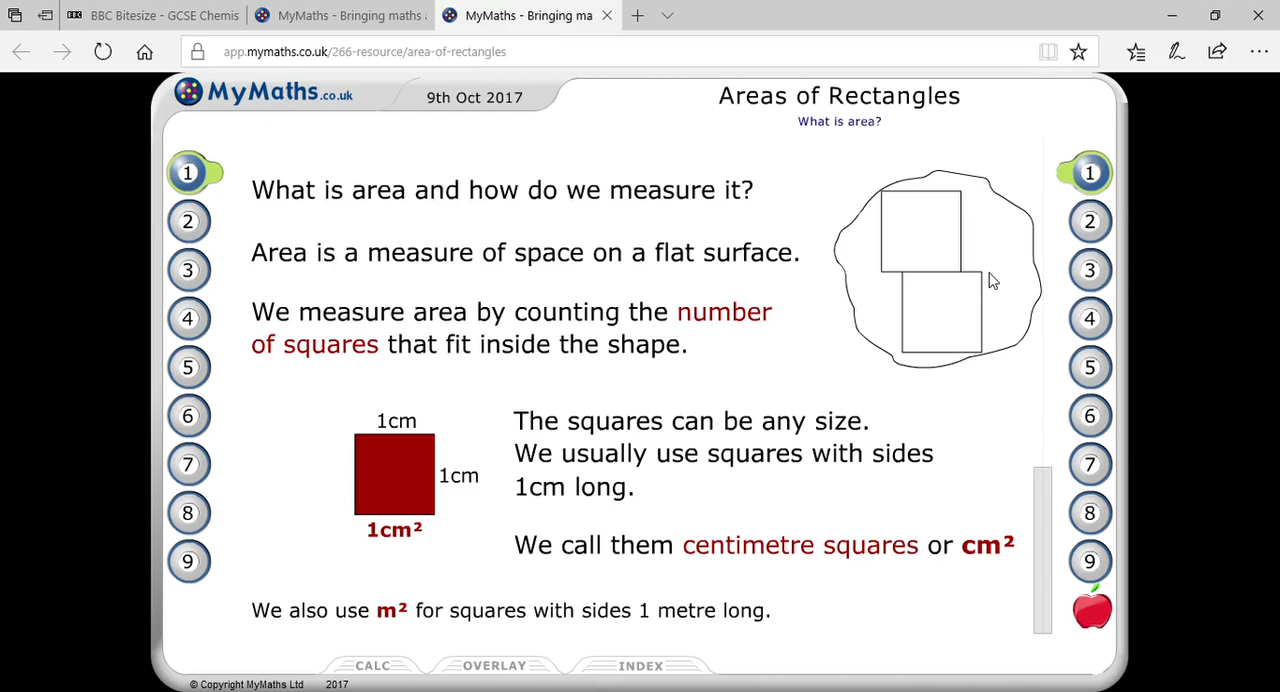 BBC Bitesize - GCSE Chemis
MyMaths - Bringing maths a
MyMaths - Bringing ma
app.mymaths.co.uk/266-resource/area-of-rectangles
MyMaths.co.uk
9th Oct 2017
Areas of Rectangles
What is area?
1
2
3
4
5
6
7
8
9
What is area and how do we measure it?
Area is a measure of space on a flat surface.
We measure area by counting the number
of squares that fit inside the shape.
1cm
1cm
1cm²
The squares can be any size.
We usually use squares with sides
1cm long.
We call them centimetre squares or cm²
We also use m² for squares with sides 1 metre long.
1
2
3
4
5
6
7
8
9
CALC
OVERLAY
INDEX
© Copyright MyMaths Ltd 2017